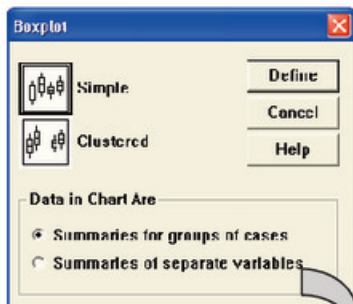 Boxplot
Simple
Clustered
Define
Cancel
Help
Data in Chart Are
Summaries for groups of cases
Summaries of separate variables